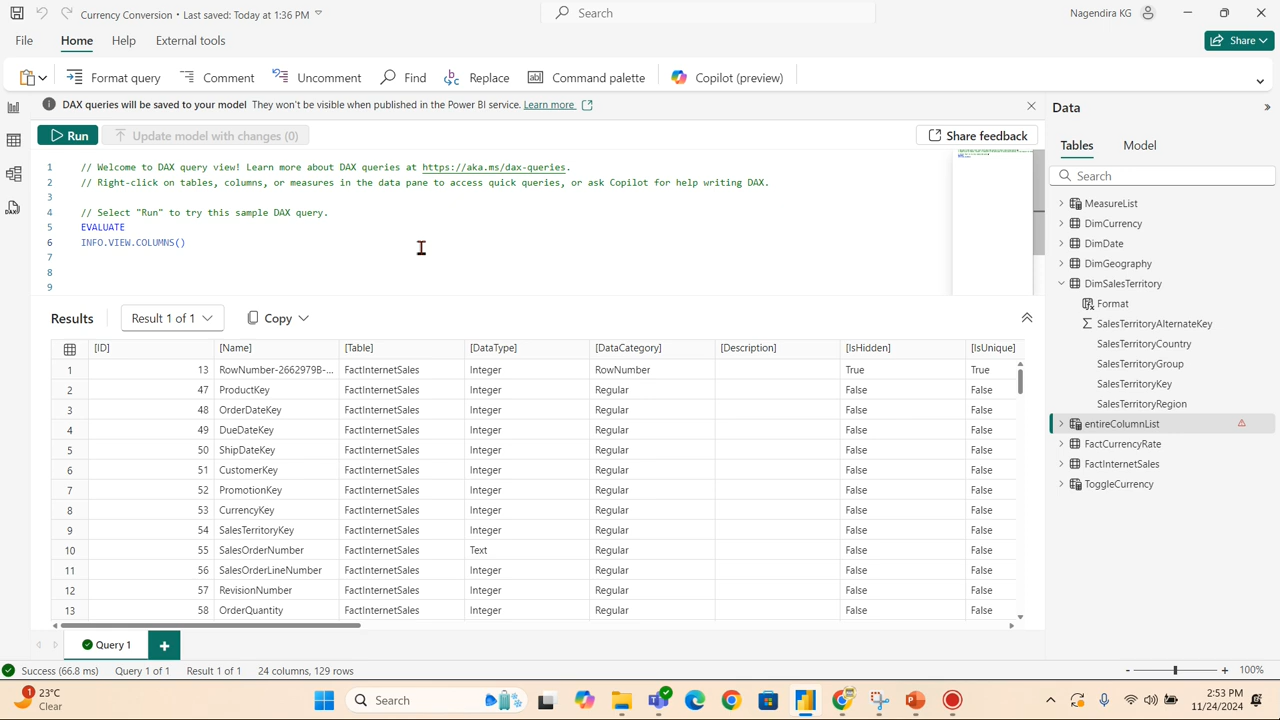 Currency Conversion • Last saved: Today at 1:36 PM
Search
Nagendira KG
File
Home
Help
External tools
Share
Format query
Comment
Uncomment
Find
Replace
Command palette
Copilot (preview)
DAX queries will be saved to your model They won't be visible when published in the Power BI service. Learn more
Run
Update model with changes (0)
Share feedback
1 // Welcome to DAX query view! Learn more about DAX queries at https://aka.ms/dax-queries.
2 // Right-click on tables, columns, or measures in the data pane to access quick queries, or ask Copilot for help writing DAX.
3
4 // Select "Run" to try this sample DAX query.
5 EVALUATE
6 INFO.VIEW.COLUMNS()
7
8
9
Results
Result 1 of 1
Copy
[ID] [Name] [Table] [DataType] [DataCategory] [Description] [IsHidden] [IsUnique]
1 13 RowNumber-2662979B-... FactInternetSales Integer RowNumber True True
2 47 ProductKey FactInternetSales Integer Regular False False
3 48 OrderDateKey FactInternetSales Integer Regular False False
4 49 DueDateKey FactInternetSales Integer Regular False False
5 50 ShipDateKey FactInternetSales Integer Regular False False
6 51 CustomerKey FactInternetSales Integer Regular False False
7 52 PromotionKey FactInternetSales Integer Regular False False
8 53 CurrencyKey FactInternetSales Integer Regular False False
9 54 SalesTerritoryKey FactInternetSales Integer Regular False False
10 55 SalesOrderNumber FactInternetSales Text Regular False False
11 56 SalesOrderLineNumber FactInternetSales Integer Regular False False
12 57 RevisionNumber FactInternetSales Integer Regular False False
13 58 OrderQuantity FactInternetSales Integer Regular False False
Query 1
Success (66.8 ms) Query 1 of 1 Result 1 of 1 24 columns, 129 rows
100%
Data
Tables
Model
Search
MeasureList
DimCurrency
DimDate
DimGeography
DimSalesTerritory
Format
SalesTerritoryAlternateKey
SalesTerritoryCountry
SalesTerritoryGroup
SalesTerritoryKey
SalesTerritoryRegion
entireColumnList
FactCurrencyRate
FactInternetSales
ToggleCurrency
1
23°C
Clear
Search
2:53 PM
11/24/2024